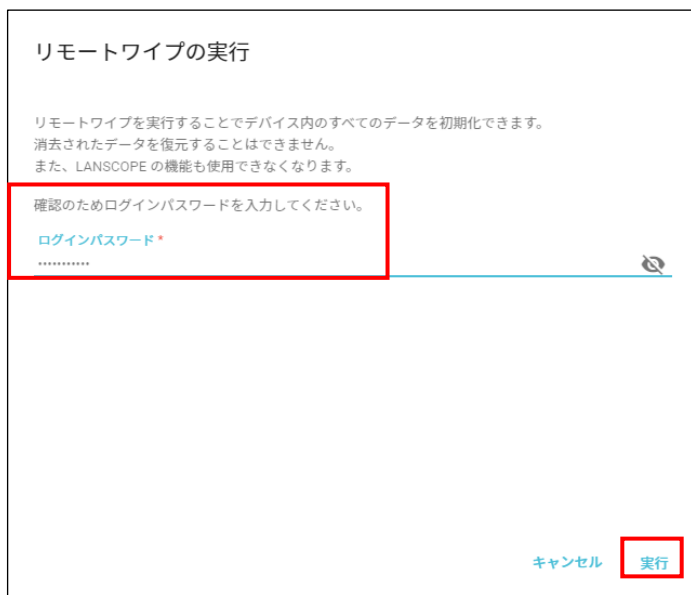 リモートワイプの実行
リモートワイプを実行することでデバイス内のすべてのデータを初期化できます。
消去されたデータを復元することはできません。
また、LANSCOPE の機能も使用できなくなります。
確認のためログインパスワードを入力してください。
ログインパスワード *
•••••••••••
キャンセル 実行